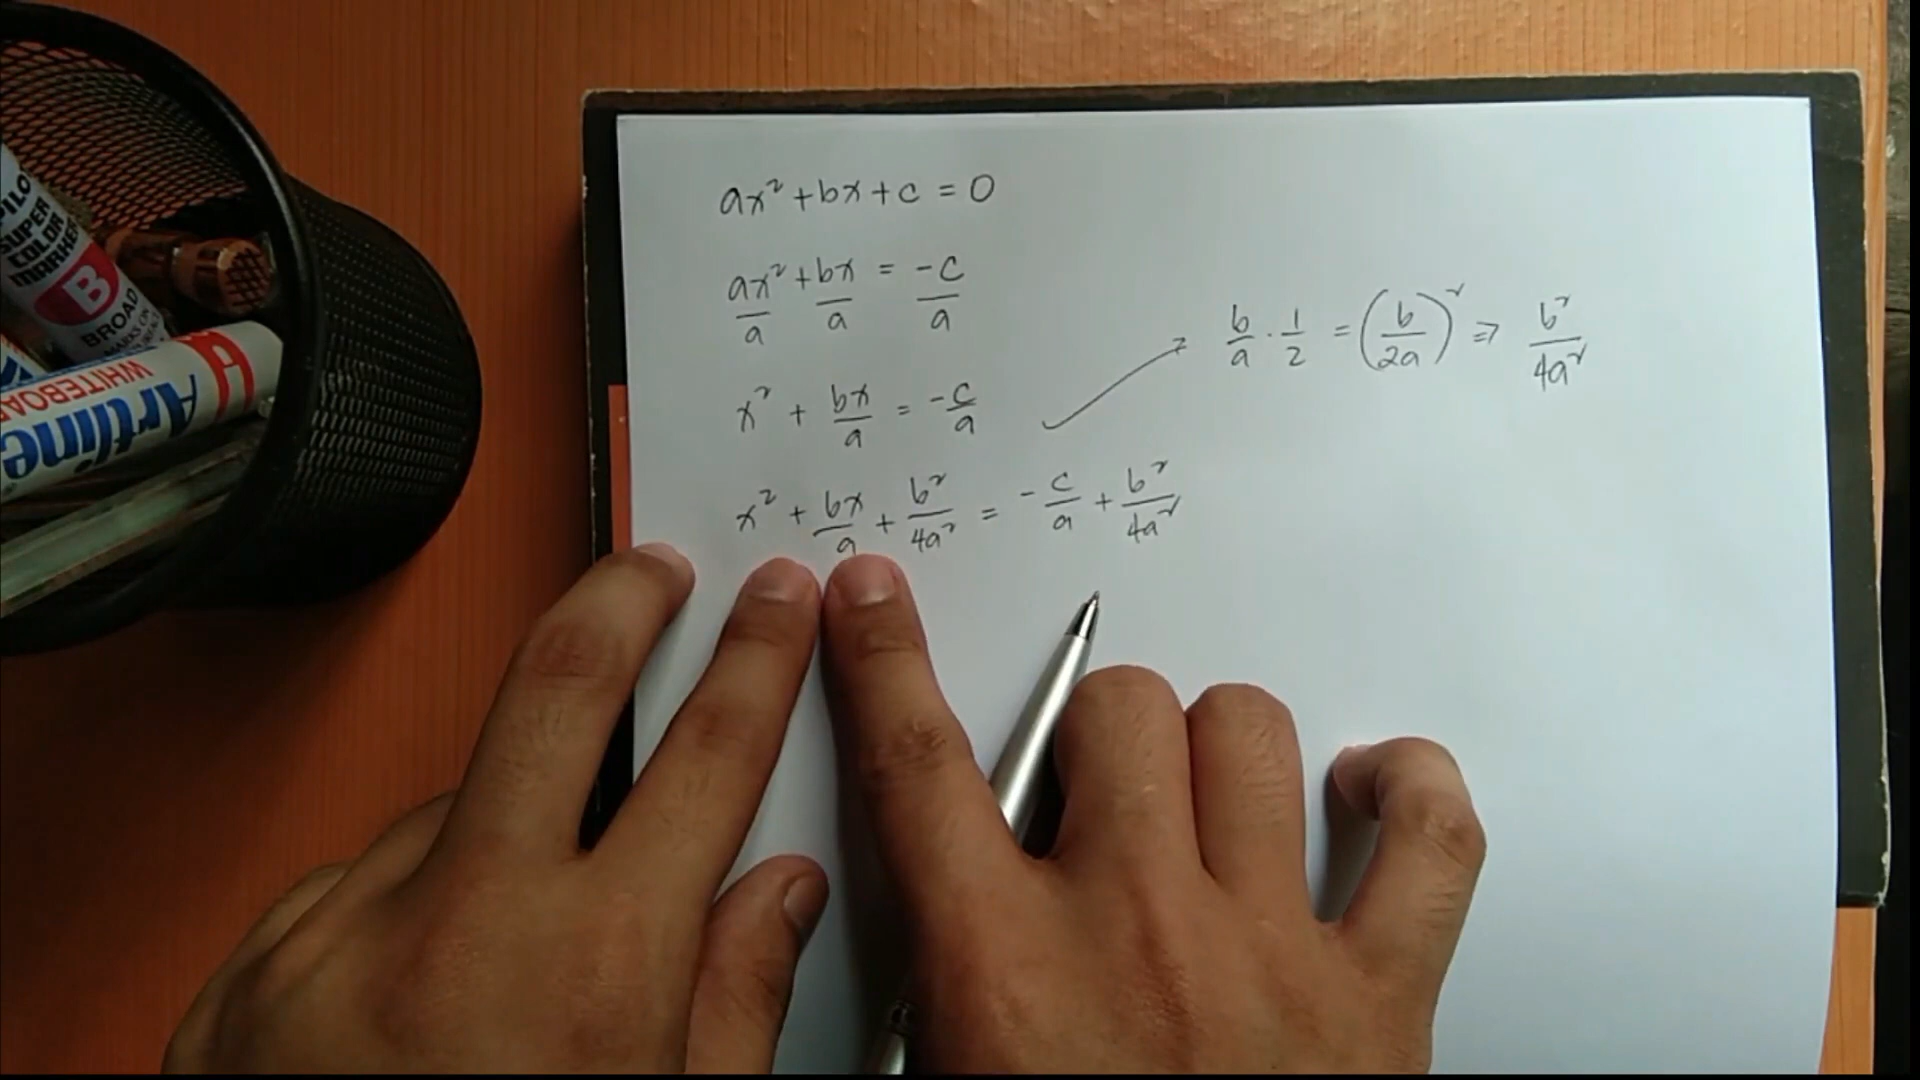 ax² + bx + c = 0
ax²/a + bx/a = -c/a
x² + bx/a = -c/a
b/a · 1/2 = (b/2a)² ⇒ b²/4a²
x² + bx/a + b²/4a² = -c/a + b²/4a²
SUPER
COLOR
MARKER
B
BROAD
Artline